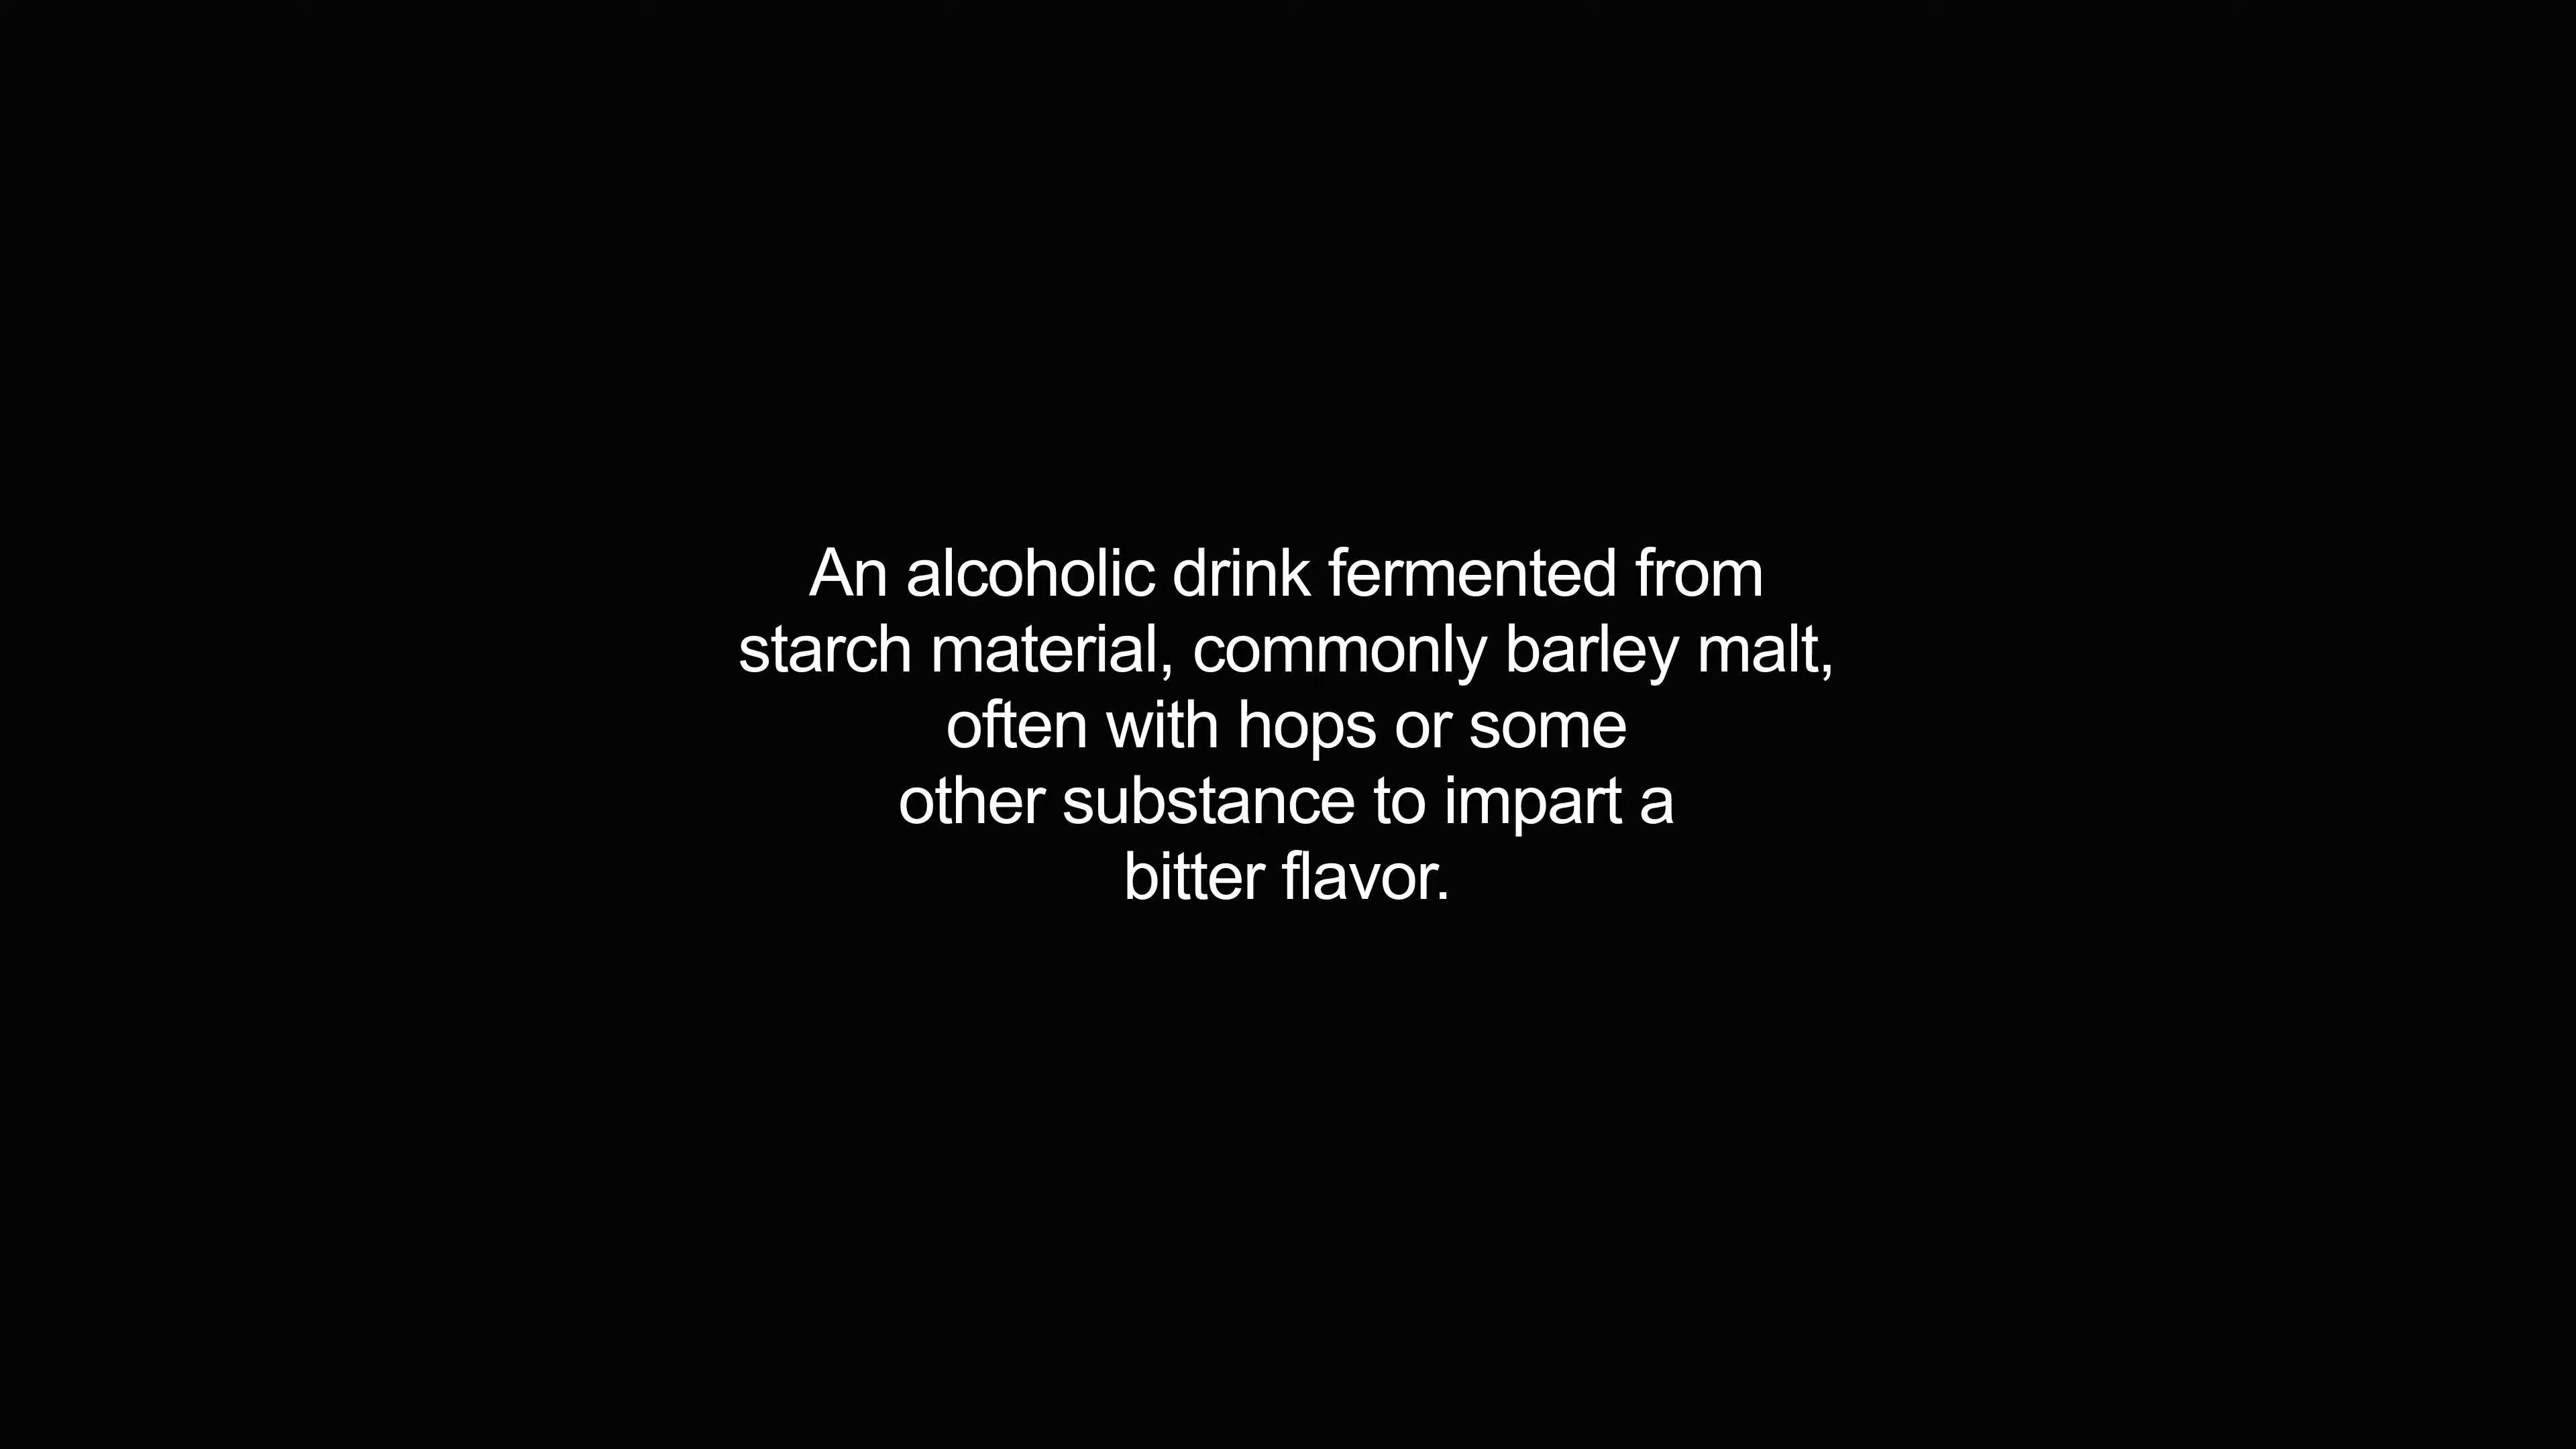 An alcoholic drink fermented from
starch material, commonly barley malt,
often with hops or some
other substance to impart a
bitter flavor.